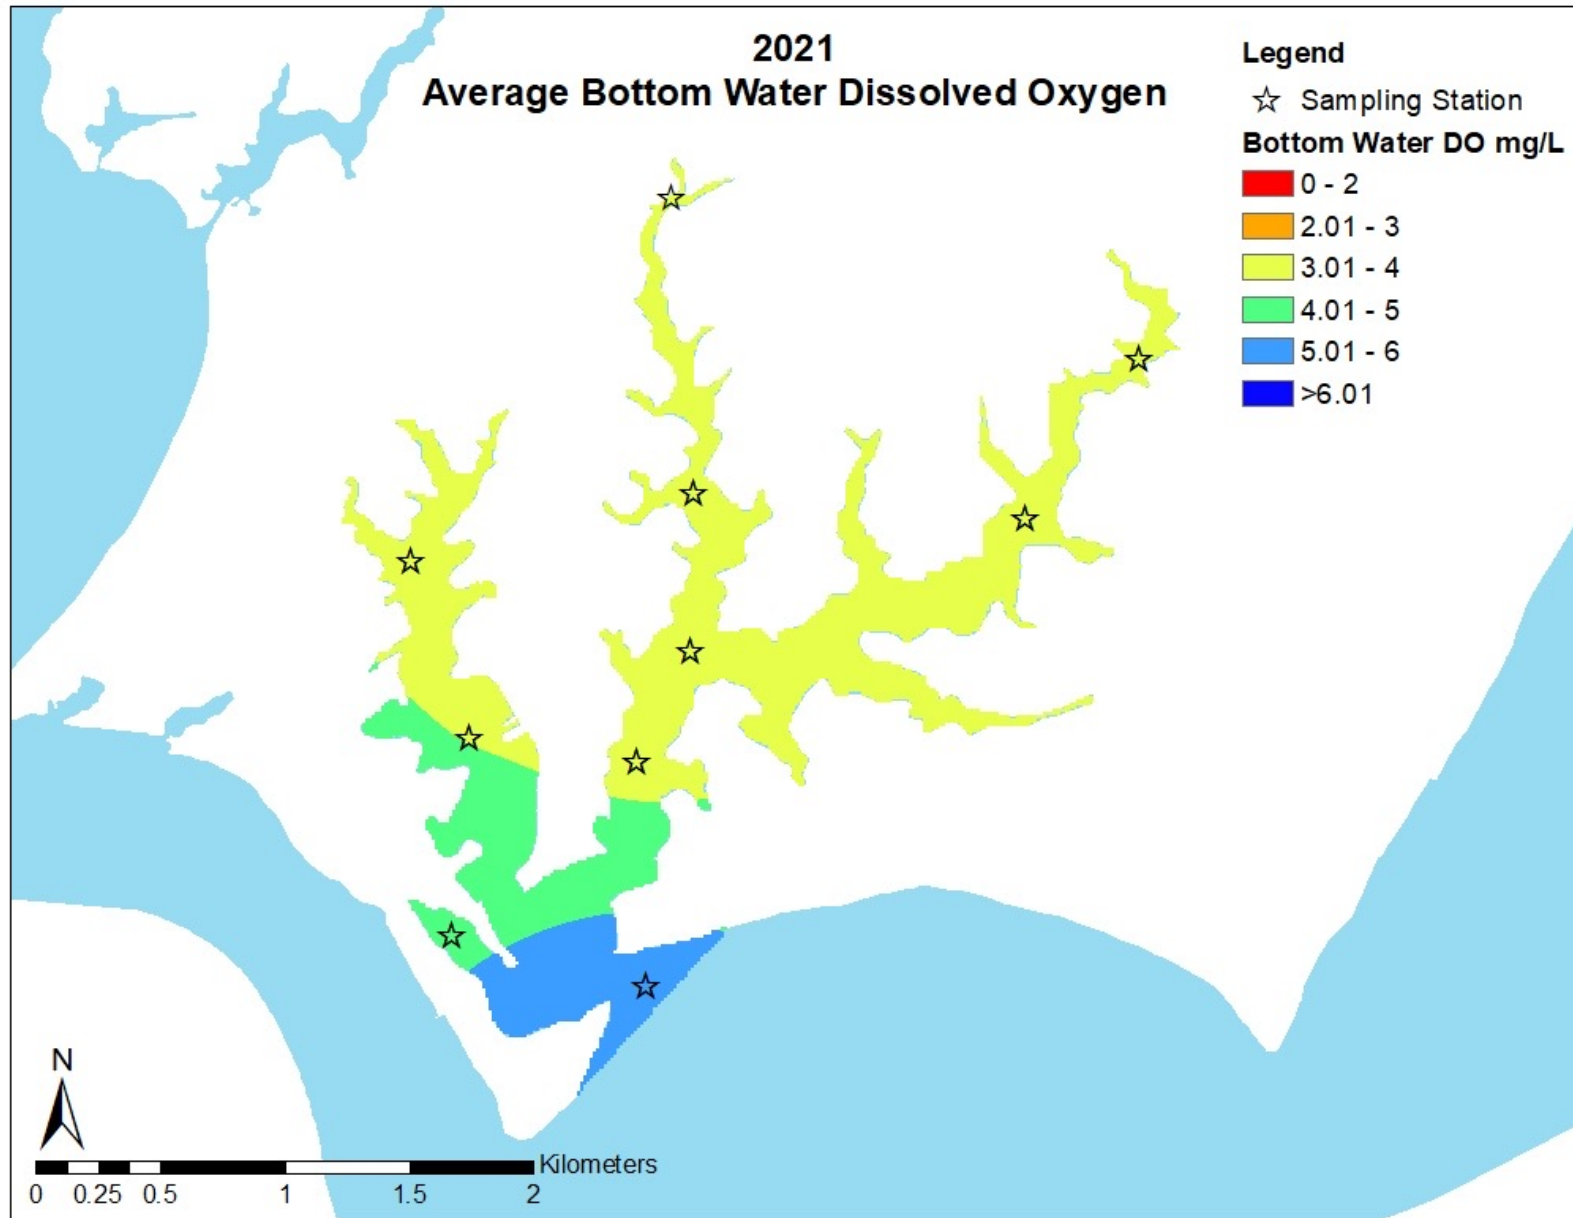 2021
Average Bottom Water Dissolved Oxygen
Legend
Sampling Station
Bottom Water DO mg/L
0 - 2
2.01 - 3
3.01 - 4
4.01 - 5
5.01 - 6
>6.01
N
Kilometers
0 0.25 0.5 1 1.5 2